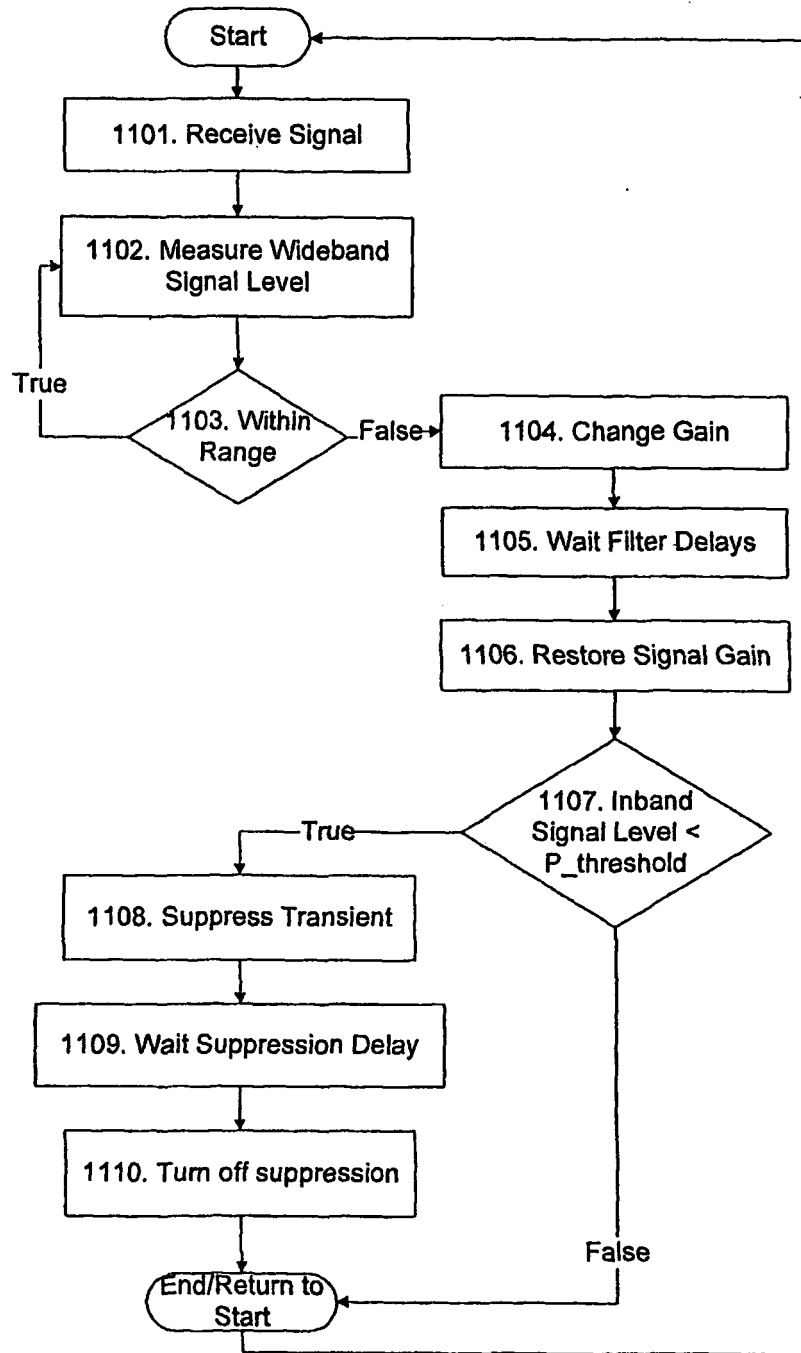 Start
1101. Receive Signal
1102. Measure Wideband
Signal Level
True
1103. Within
Range
False
1104. Change Gain
1105. Wait Filter Delays
1106. Restore Signal Gain
1107. Inband
Signal Level <
P_threshold
True
1108. Suppress Transient
1109. Wait Suppression Delay
1110. Turn off suppression
False
End/Return to
Start